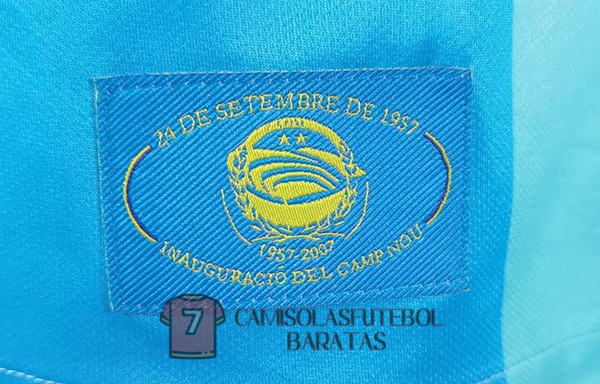 24 DE SETEMBRE DE 1957
1957-2007
INAUGURACIÓ DEL CAMP NOU
7
CAMISOLASFUTEBOL
BARATAS